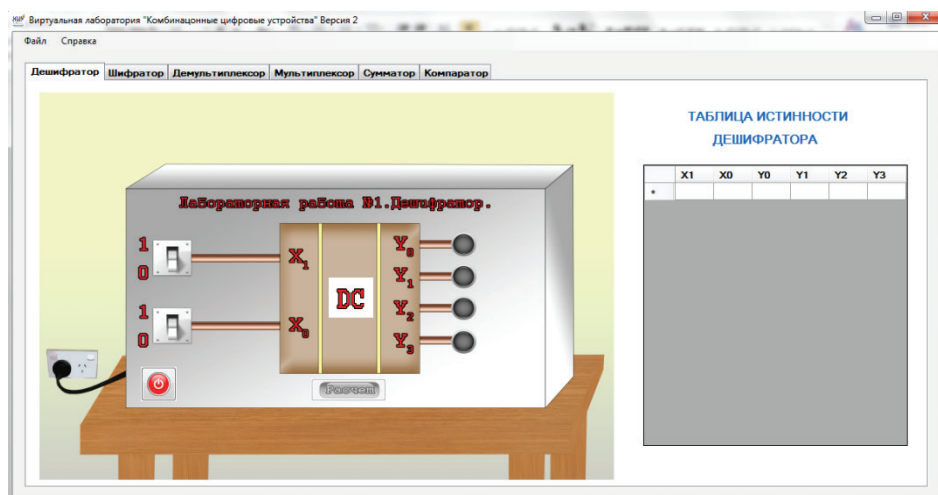 Виртуальная лаборатория "Комбинационные цифровые устройства" Версия 2
Файл Справка
Дешифратор Шифратор Демультиплексор Мультиплексор Сумматор Компаратор
ТАБЛИЦА ИСТИННОСТИ
ДЕШИФРАТОРА
X1 X0 Y0 Y1 Y2 Y3
*
Лабораторная работа №1.Дешифратор.
1
0
X1
1
0
X0
DC
Y0
Y1
Y2
Y3
Расчет